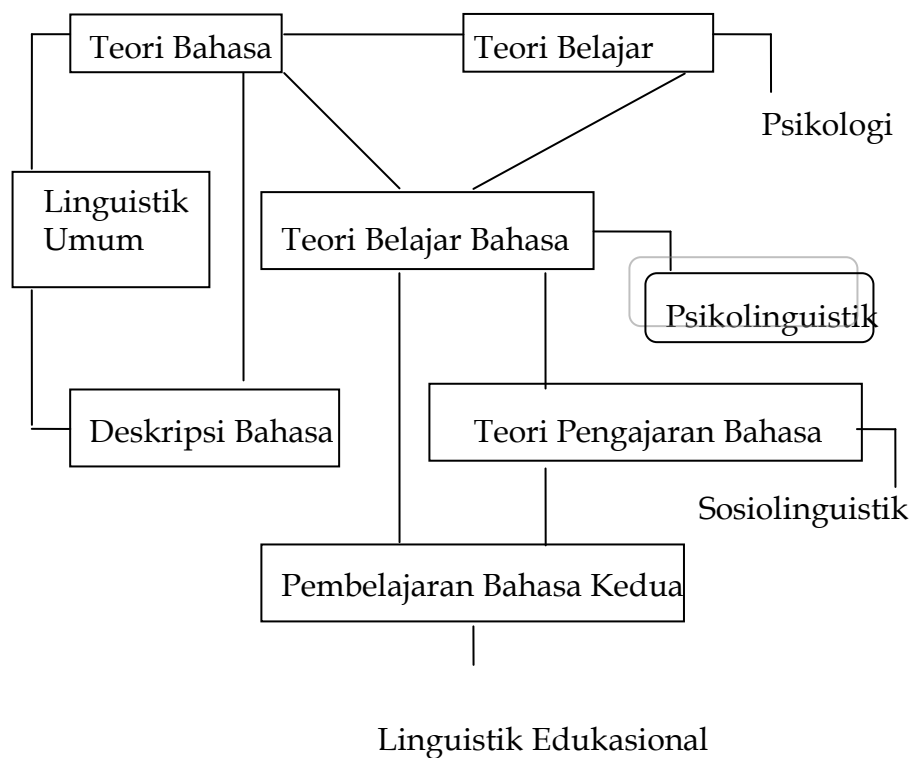 Teori Bahasa
Teori Belajar
Psikologi
Linguistik
Umum
Teori Belajar Bahasa
Psikolinguistik
Deskripsi Bahasa
Teori Pengajaran Bahasa
Sosiolinguistik
Pembelajaran Bahasa Kedua
Linguistik Edukasional